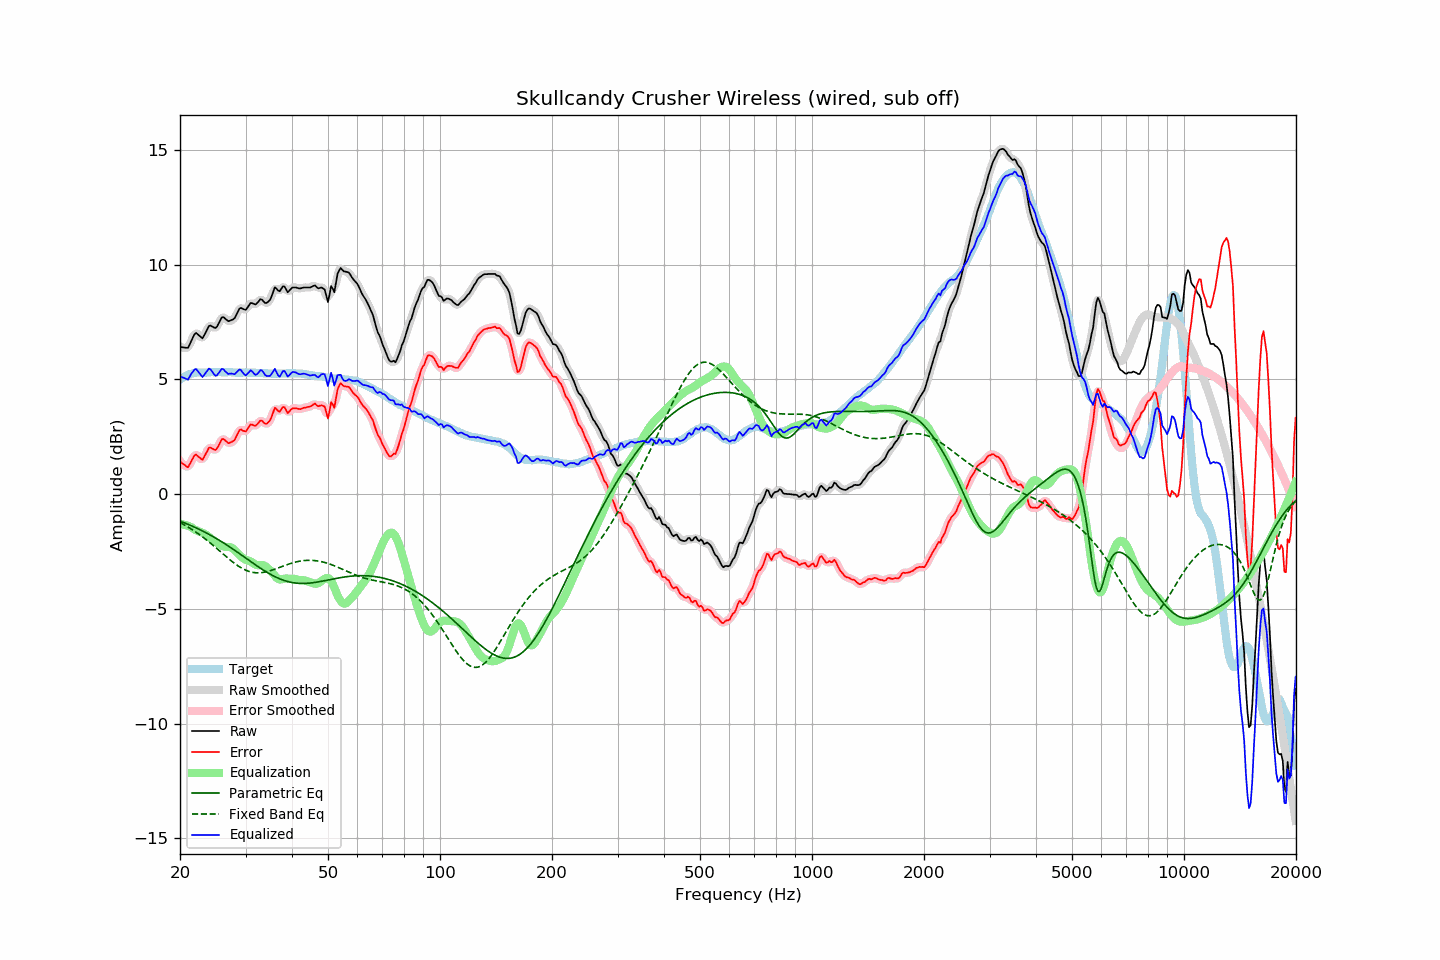 Skullcandy Crusher Wireless (wired, sub off)
15
10
5
0
−5
−10
−15
Amplitude (dBr)
Target
Raw Smoothed
Error Smoothed
Raw
Error
Equalization
Parametric Eq
Fixed Band Eq
Equalized
20 50 100 200 500 1000 2000 5000 10000 20000
Frequency (Hz)